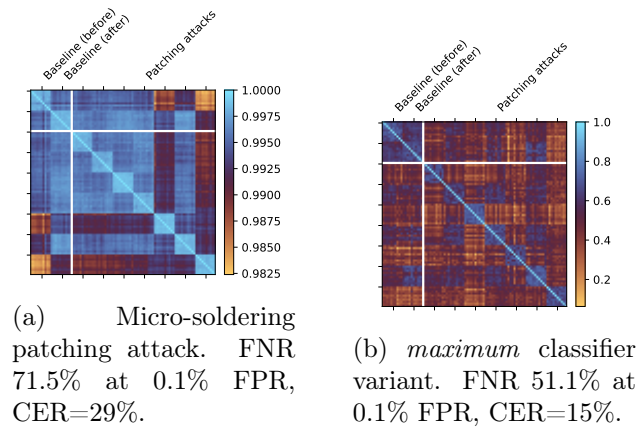 Baseline (before)
Baseline (after)
Patching attacks
1.0000
0.9975
0.9950
0.9925
0.9900
0.9875
0.9850
0.9825
(a) Micro-soldering
patching attack. FNR
71.5% at 0.1% FPR,
CER=29%.
Baseline (before)
Baseline (after)
Patching attacks
1.0
0.8
0.6
0.4
0.2
(b) maximum classifier
variant. FNR 51.1% at
0.1% FPR, CER=15%.